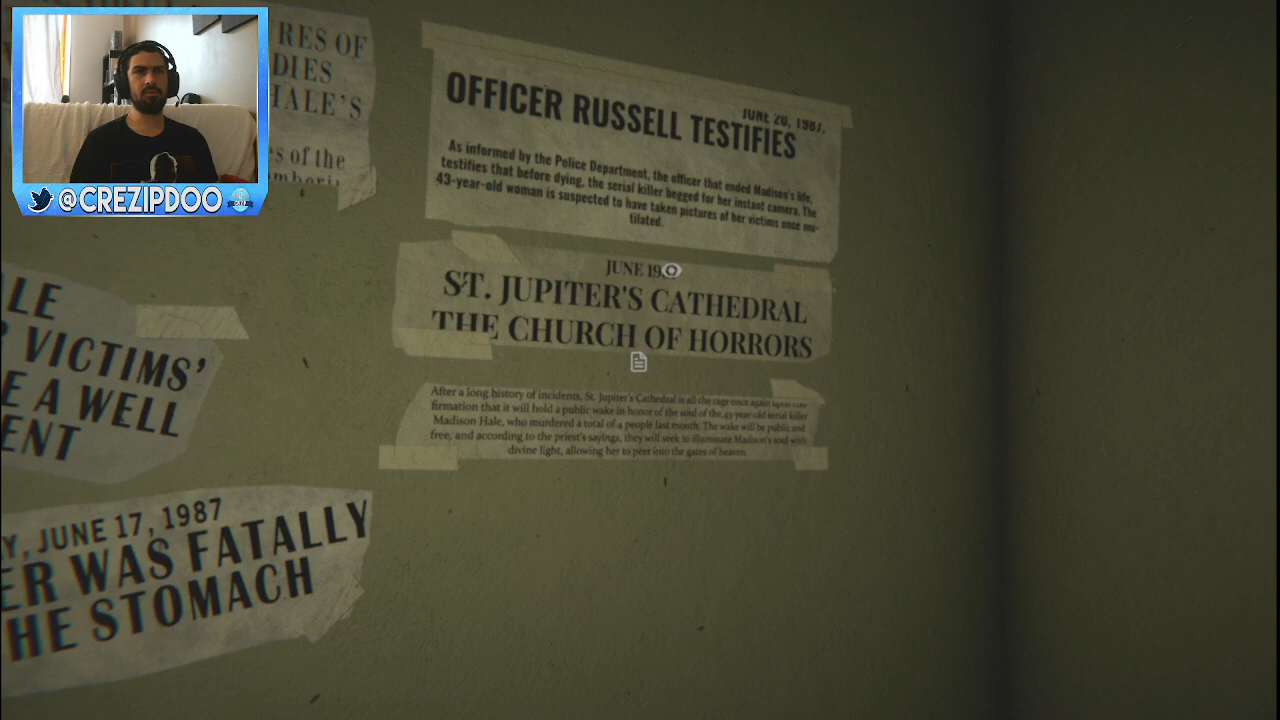 RES OF
DIES
HALE'S
es of the
@CREZIPDOO
OFFICER RUSSELL TESTIFIES
JUNE 20, 1987.
As informed by the Police Department, the officer that ended Madison's life,
testifies that before dying, the serial killer begged for her instant camera. The
43-year-old woman is suspected to have taken pictures of her victims once mu-
tilated.
JUNE
ST. JUPITER'S CATHEDRAL
THE CHURCH OF HORRORS
After a long history of incidents, St. Jupiter's Cathedral is all the rage once again upon con-
firmation that it will hold a public wake in honor of the soul of the 43-year-old serial killer
Madison Hale, who murdered a total of 4 people last month. The wake will be public and
free, and according to the priest's sayings, they will seek to illuminate Madison's soul with
divine light, allowing her to peer into the gates of heaven.
LE
VICTIMS'
E A WELL
ENT
Y, JUNE 17, 1987
ER WAS FATALLY
HE STOMACH